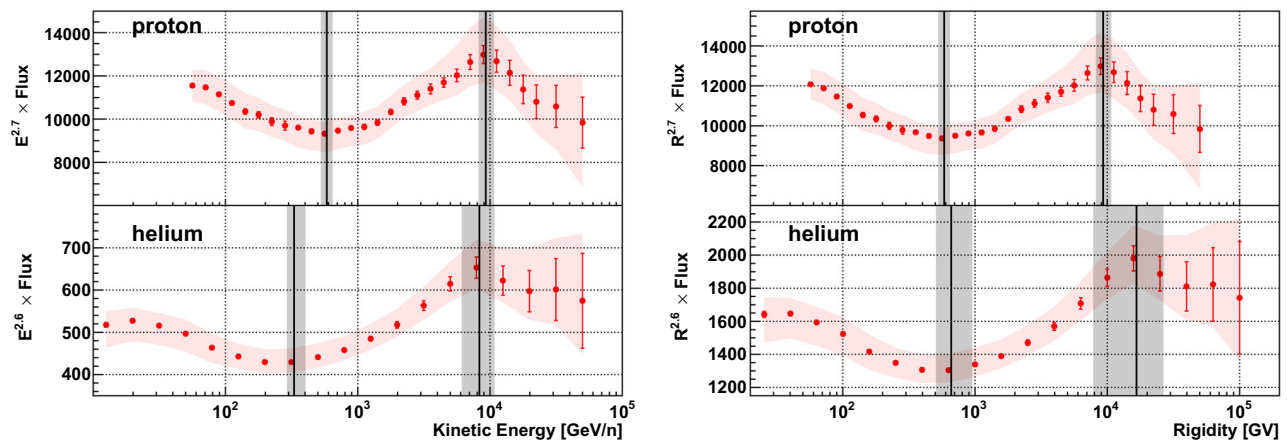 proton
14000
12000
10000
8000
E^2.7 × Flux
helium
700
600
500
400
E^2.6 × Flux
10^2
10^3
10^4
10^5
Kinetic Energy [GeV/n]
proton
14000
12000
10000
8000
R^2.7 × Flux
helium
2200
2000
1800
1600
1400
1200
R^2.6 × Flux
10^2
10^3
10^4
10^5
Rigidity [GV]